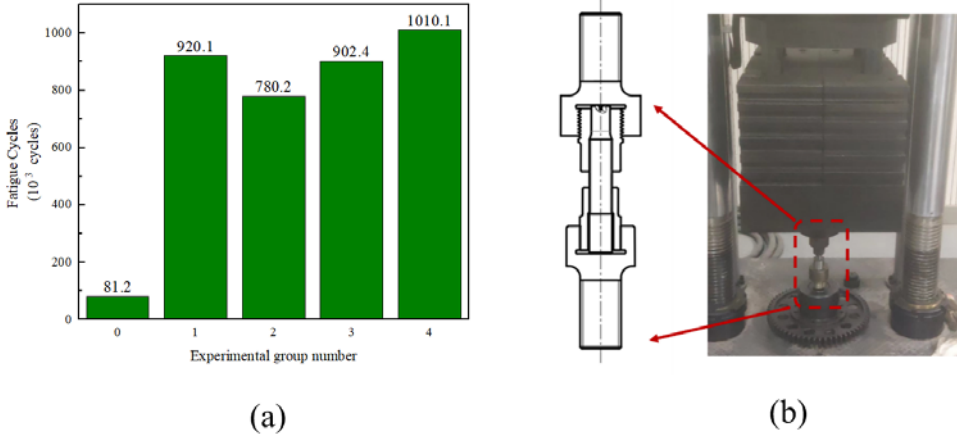 1000
800
600
400
200
0
Fatigue Cycles
(10³ cycles)
81.2
920.1
780.2
902.4
1010.1
0 1 2 3 4
Experimental group number
(a)
(b)